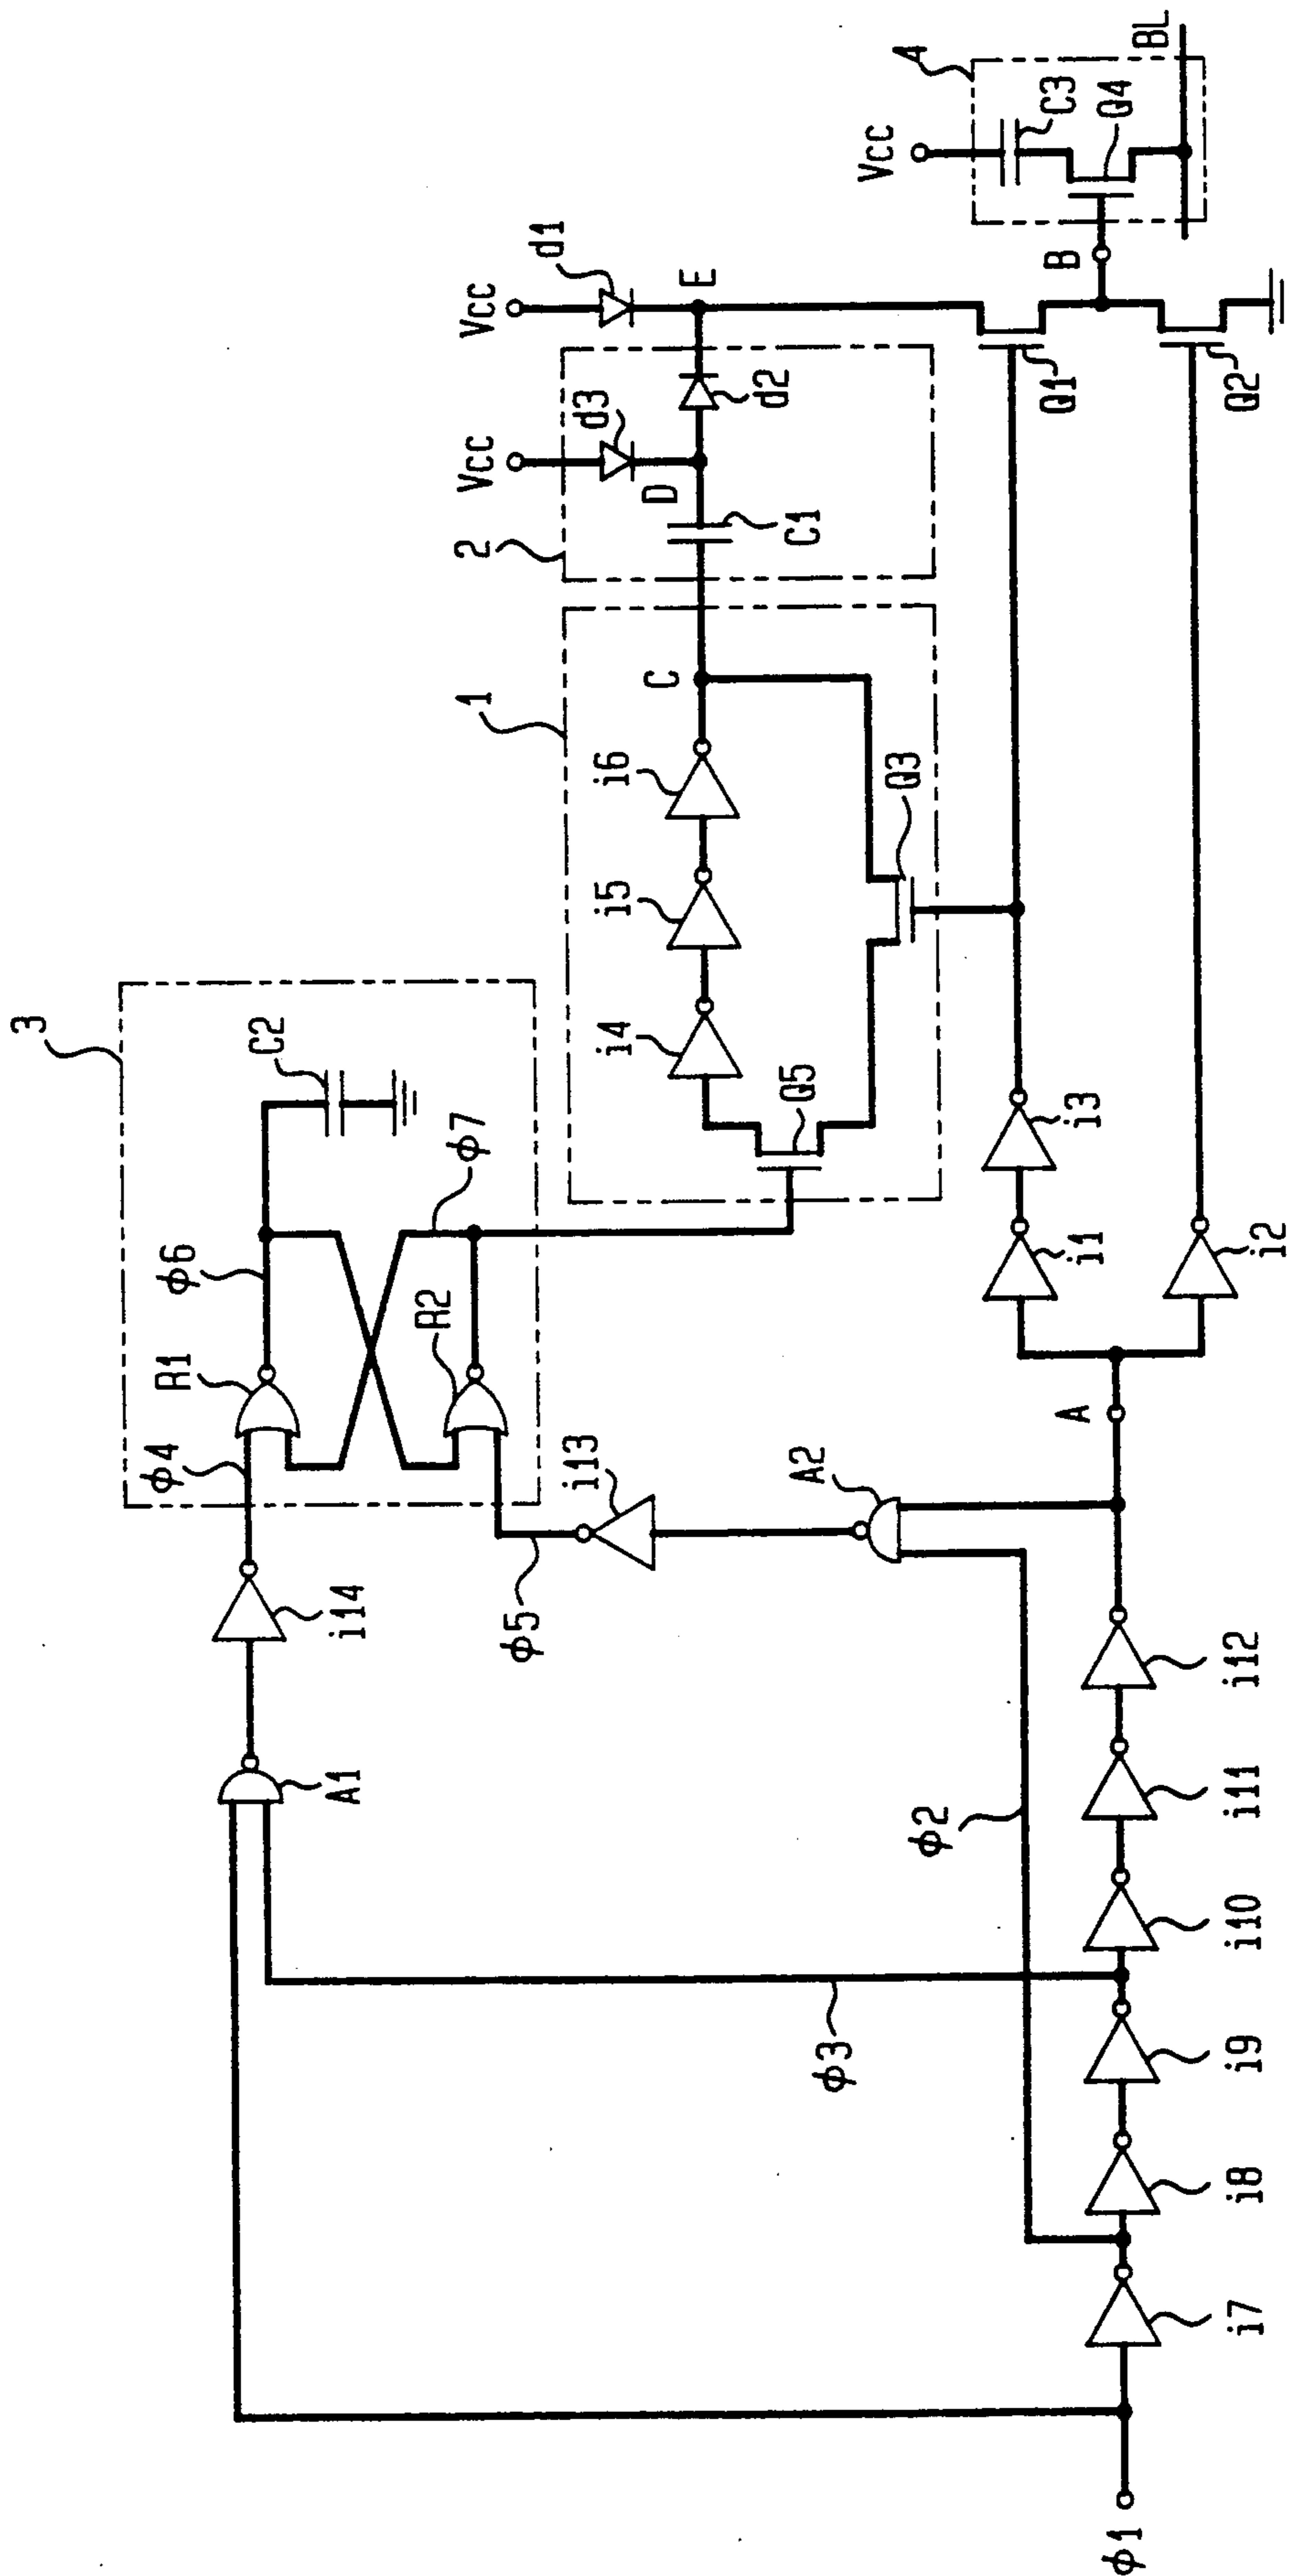 3
C2
R1
φ6
φ4
φ7
R2
i14
A1
φ5
i13
φ3
φ2
A2
1
C
i4
i5
i6
Q5
Q3
2
Vcc
d3
D
C1
Vcc
d1
E
d2
4
Vcc
C3
Q4
BL
B
Q1
Q2
i1
i3
i2
A
φ1
i7
i8
i9
i10
i11
i12